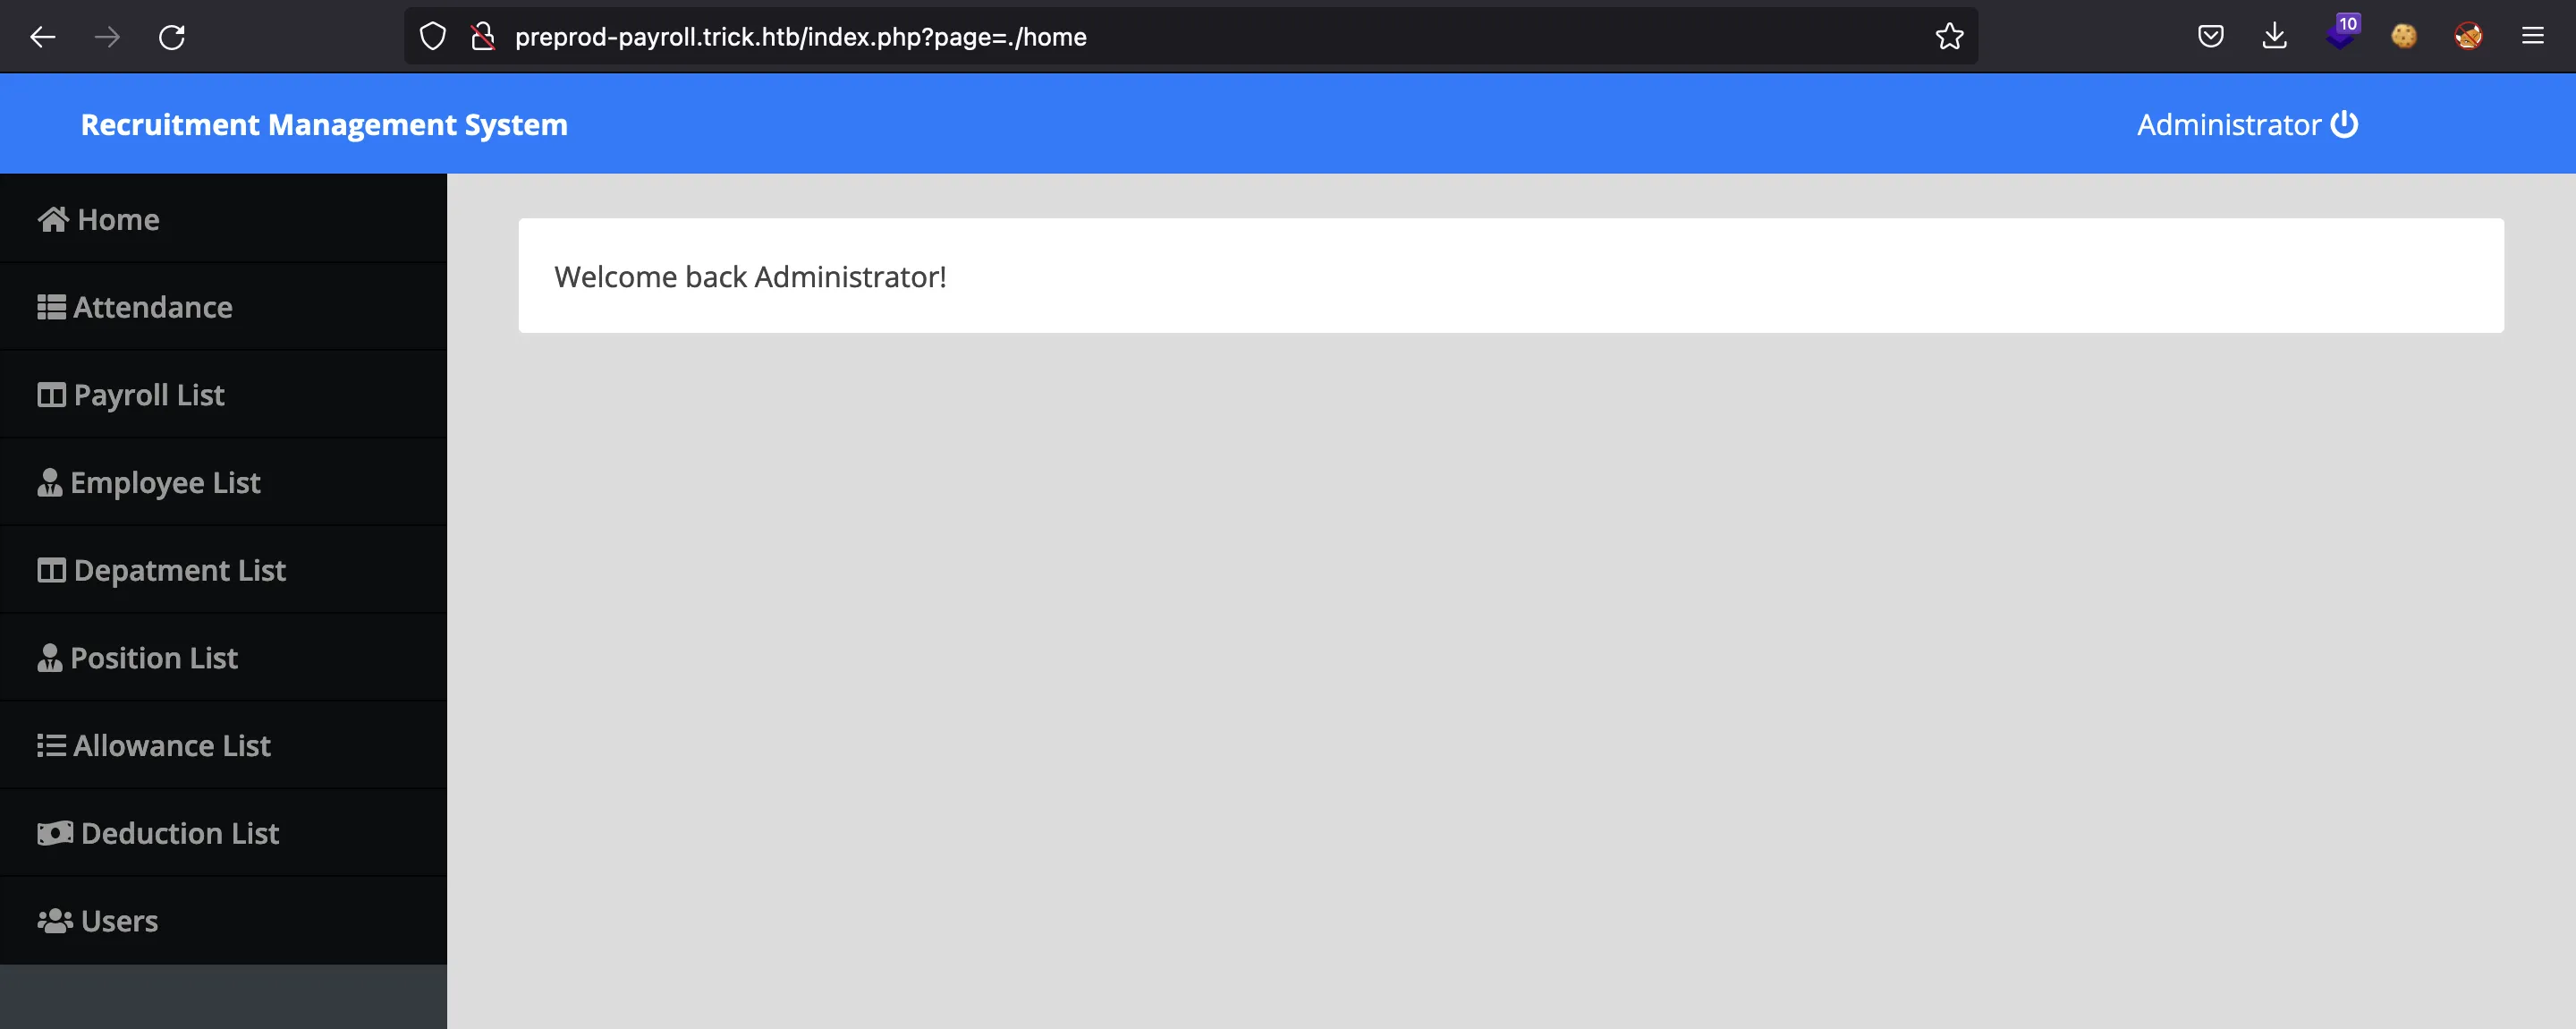 preprod-payroll.trick.htb/index.php?page=./home
10
Recruitment Management System
Administrator
Home
Attendance
Payroll List
Employee List
Depatment List
Position List
Allowance List
Deduction List
Users
Welcome back Administrator!